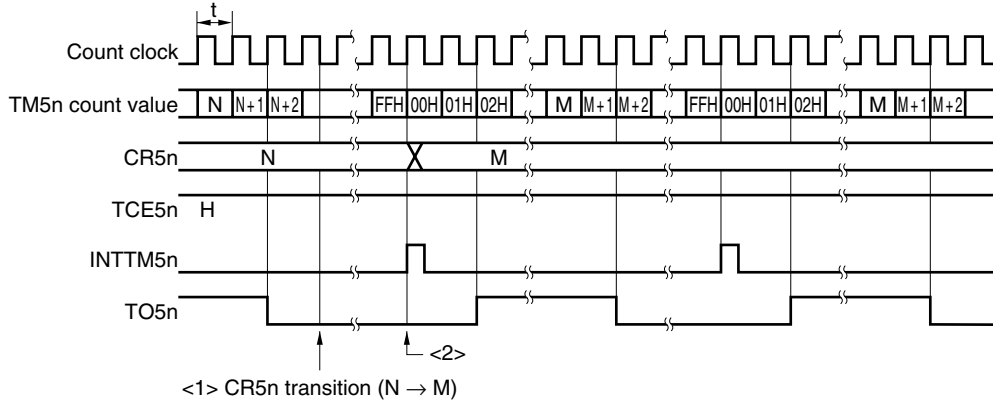 t
Count clock
TM5n count value N N+1 N+2 FFH 00H 01H 02H M M+1 M+2 FFH 00H 01H 02H M M+1 M+2
CR5n N M
TCE5n H
INTTM5n
TO5n
<2>
<1> CR5n transition (N → M)